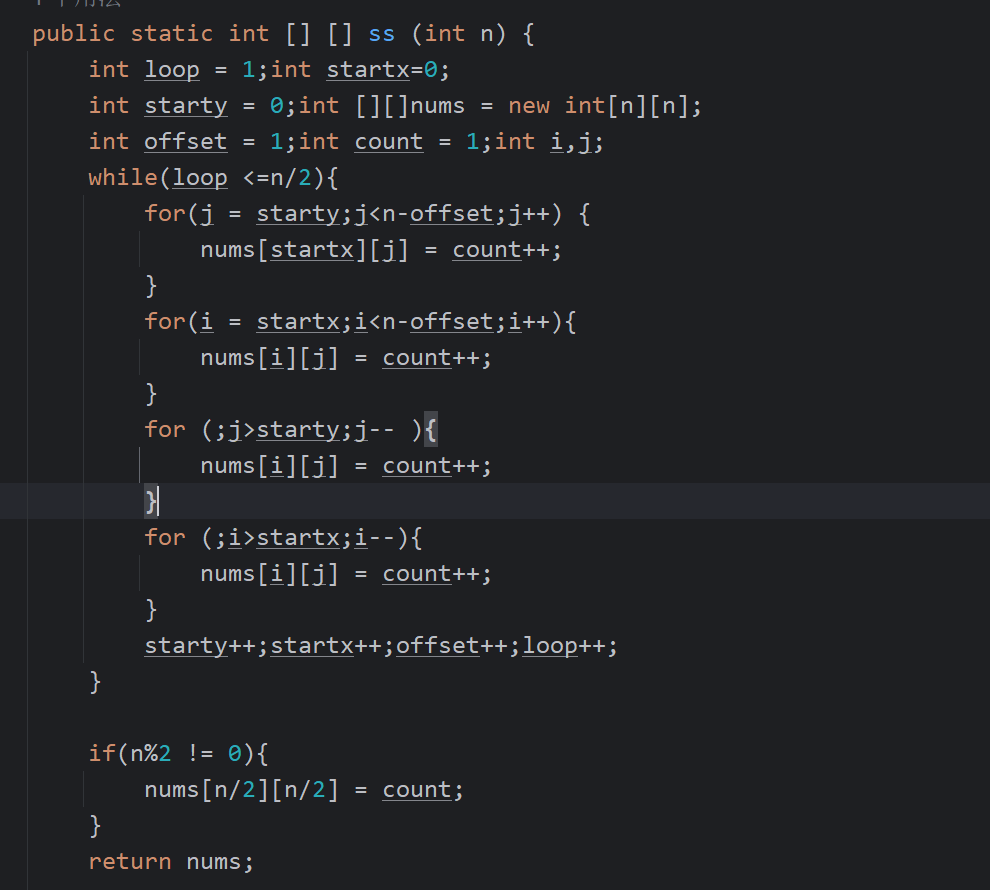 public static int [] [] ss (int n) {
    int loop = 1;int startx=0;
    int starty = 0;int [][]nums = new int[n][n];
    int offset = 1;int count = 1;int i,j;
    while(loop <=n/2){
        for(j = starty;j<n-offset;j++) {
            nums[startx][j] = count++;
        }
        for(i = startx;i<n-offset;i++){
            nums[i][j] = count++;
        }
        for (;j>starty;j-- ){
            nums[i][j] = count++;
        }
        for (;i>startx;i--){
            nums[i][j] = count++;
        }
        starty++;startx++;offset++;loop++;
    }
    if(n%2 != 0){
        nums[n/2][n/2] = count;
    }
    return nums;